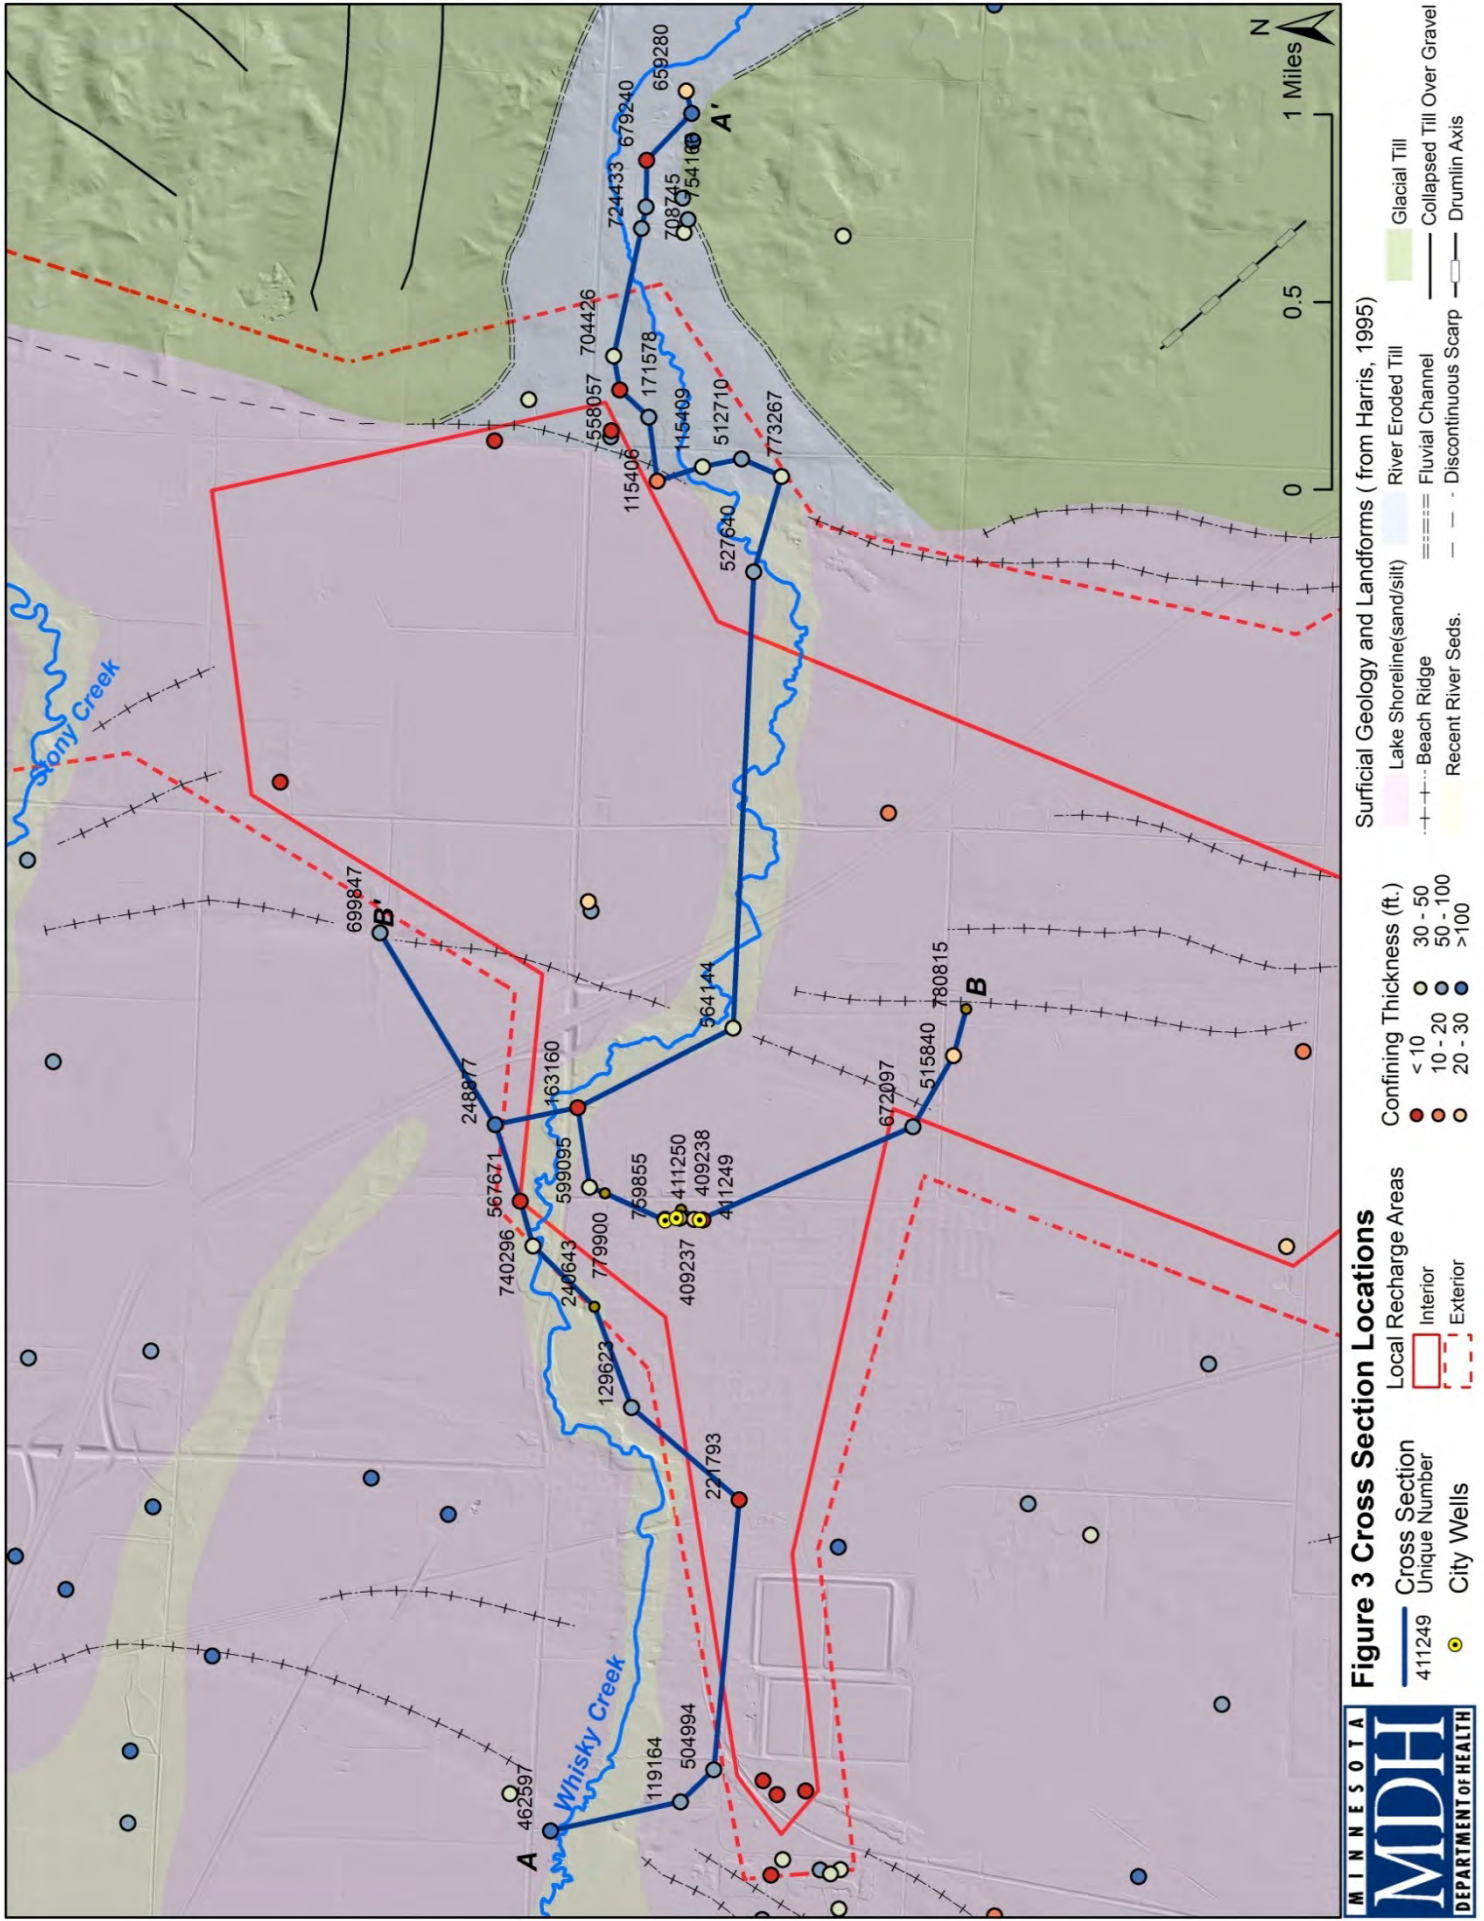 Figure 3 Cross Section Locations
Stony Creek
Whisky Creek
A
462597
119164
504994
221793
129623
240643
740296
567671
248877
699847
B'
163160
599095
779900
759855
411250
409238
409237
411249
672097
515840
780815
B
564144
527640
773267
512710
115409
115406
171578
558057
704426
724433
708745
679240
659280
A'
N
0
0.5
1 Miles
MINNESOTA
MDH
DEPARTMENT OF HEALTH
Cross Section
411249 Unique Number
City Wells
Local Recharge Areas
Interior
Exterior
Confining Thickness (ft.)
< 10
10 - 20
20 - 30
30 - 50
50 - 100
>100
Surficial Geology and Landforms ( from Harris, 1995)
Lake Shoreline(sand/silt)
Beach Ridge
Recent River Seds.
River Eroded Till
Fluvial Channel
Discontinuous Scarp
Glacial Till
Collapsed Till Over Gravel
Drumlin Axis